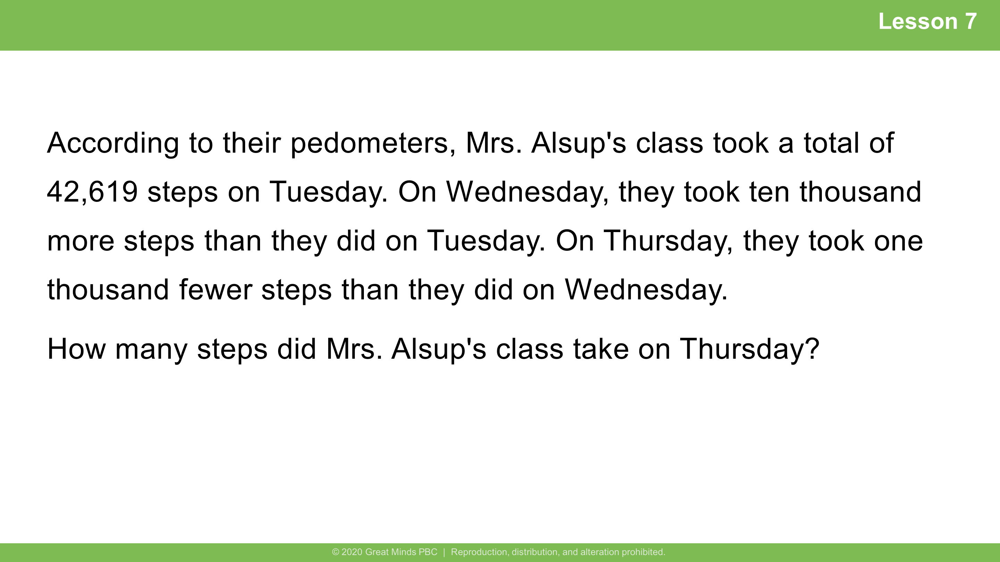 Lesson 7
According to their pedometers, Mrs. Alsup's class took a total of
42,619 steps on Tuesday. On Wednesday, they took ten thousand
more steps than they did on Tuesday. On Thursday, they took one
thousand fewer steps than they did on Wednesday.
How many steps did Mrs. Alsup's class take on Thursday?
© 2020 Great Minds PBC | Reproduction, distribution, and alteration prohibited.